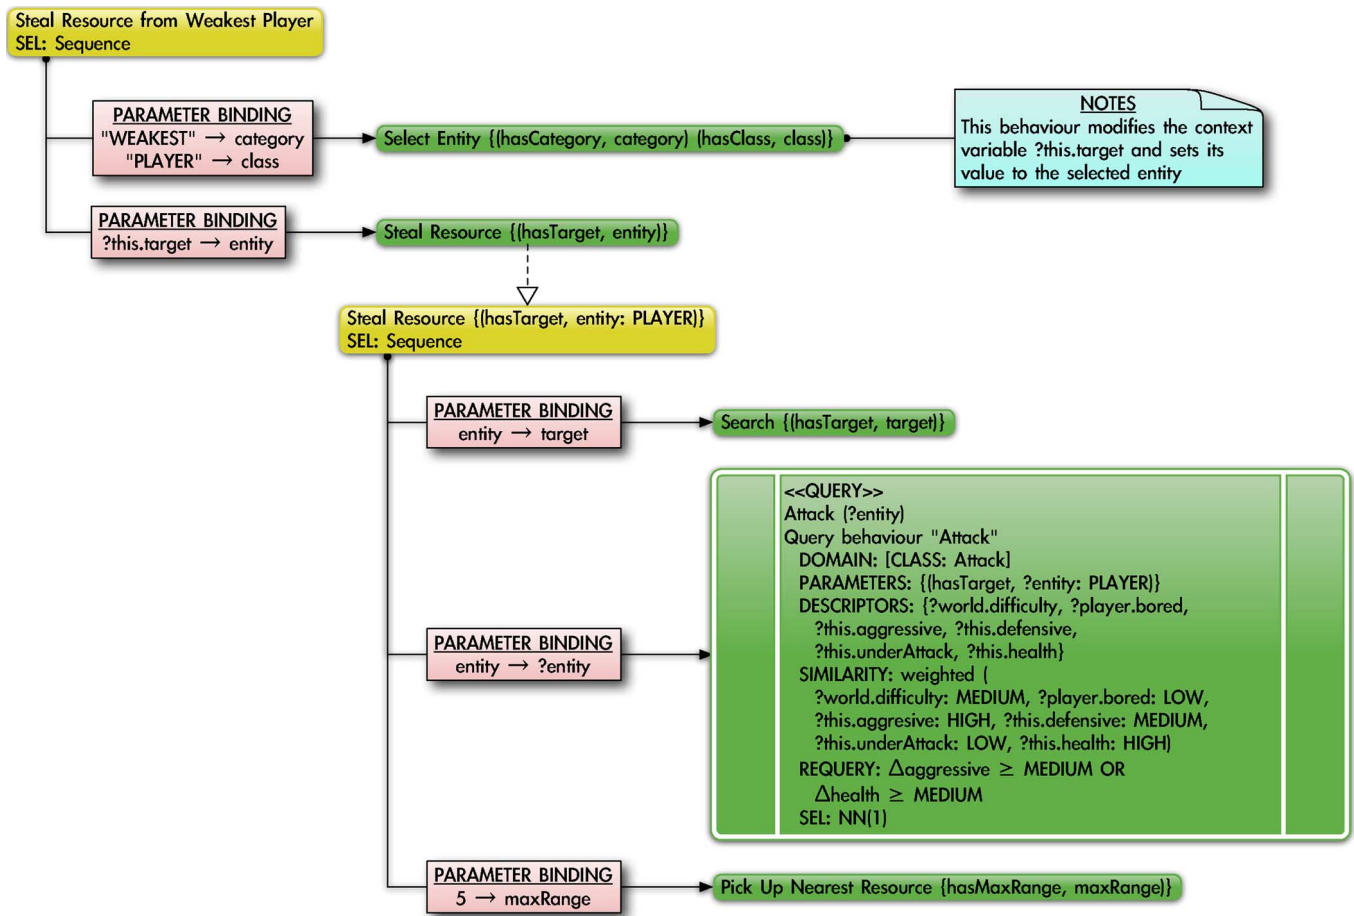 Steal Resource from Weakest Player
SEL: Sequence
PARAMETER BINDING
"WEAKEST" → category
"PLAYER" → class
Select Entity {(hasCategory, category) (hasClass, class)}
NOTES
This behaviour modifies the context
variable ?this.target and sets its
value to the selected entity
PARAMETER BINDING
?this.target → entity
Steal Resource {(hasTarget, entity)}
Steal Resource {(hasTarget, entity: PLAYER)}
SEL: Sequence
PARAMETER BINDING
entity → target
Search {(hasTarget, target)}
PARAMETER BINDING
entity → ?entity
<<QUERY>>
Attack (?entity)
Query behaviour "Attack"
DOMAIN: [CLASS: Attack]
PARAMETERS: {(hasTarget, ?entity: PLAYER)}
DESCRIPTORS: {?world.difficulty, ?player.bored,
?this.aggressive, ?this.defensive,
?this.underAttack, ?this.health}
SIMILARITY: weighted (
?world.difficulty: MEDIUM, ?player.bored: LOW,
?this.aggresive: HIGH, ?this.defensive: MEDIUM,
?this.underAttack: LOW, ?this.health: HIGH)
REQUERY: Δaggressive ≥ MEDIUM OR
Δhealth ≥ MEDIUM
SEL: NN(1)
PARAMETER BINDING
5 → maxRange
Pick Up Nearest Resource {hasMaxRange, maxRange)}